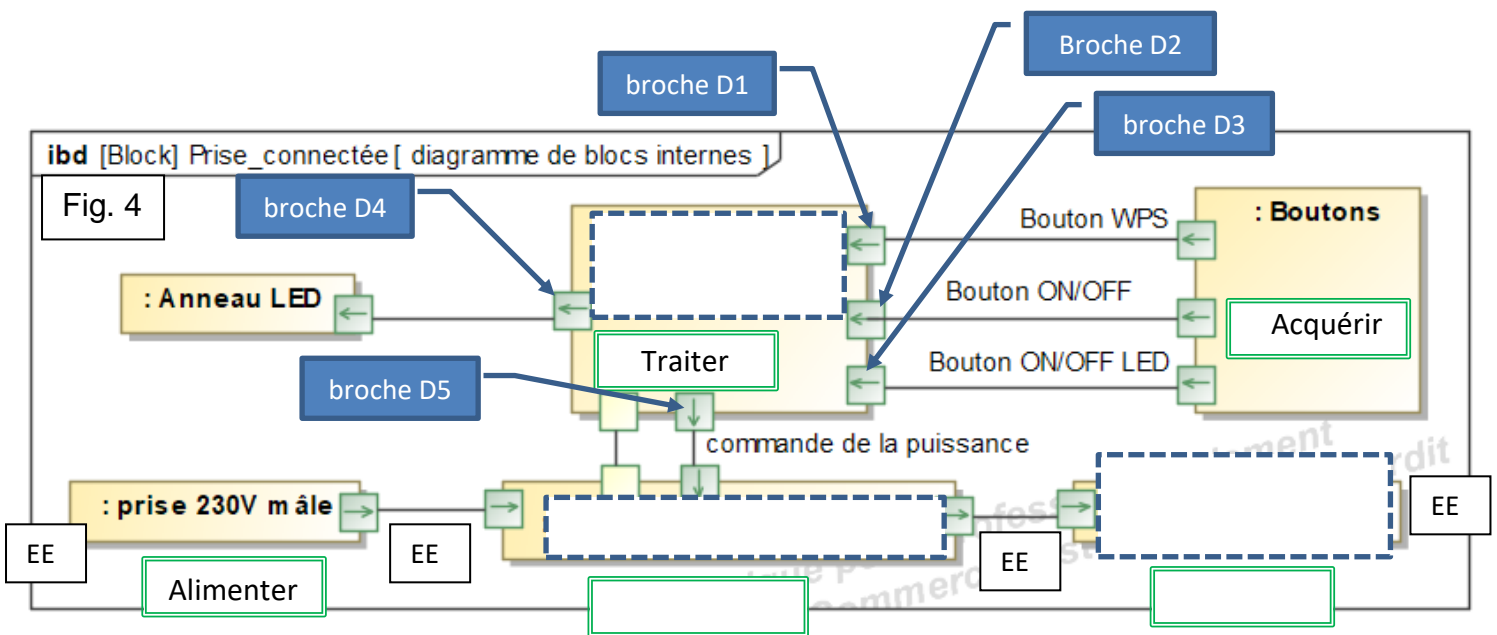 broche D1
Broche D2
broche D3
ibd [Block] Prise_connectée [ diagramme de blocs internes ]
Fig. 4
broche D4
Bouton WPS
: Boutons
: Anneau LED
Bouton ON/OFF
Acquérir
Traiter
Bouton ON/OFF LED
broche D5
commande de la puissance
: prise 230V mâle
EE
EE
EE
EE
Alimenter